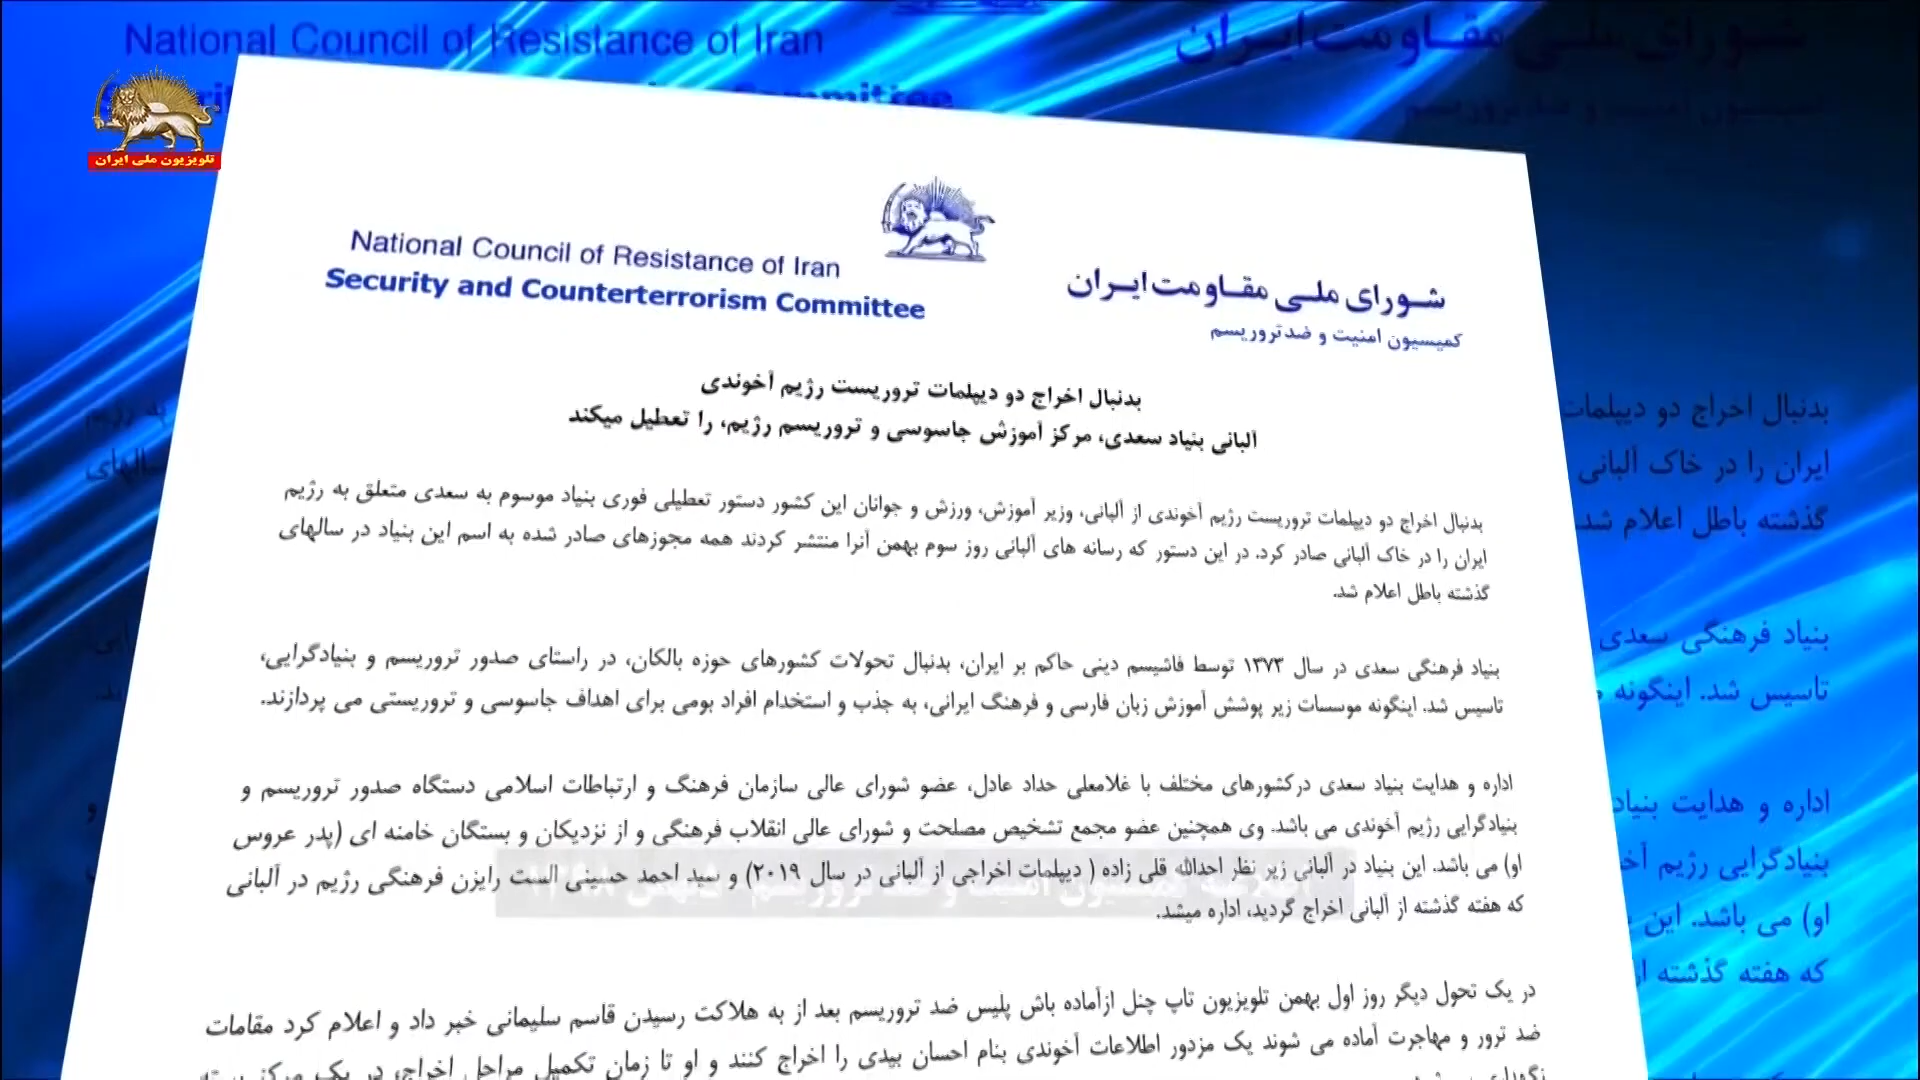 National Council of Resistance of Iran
شورای ملی مقاومت ایران
تلویزیون ملی ایران
National Council of Resistance of Iran
Security and Counterterrorism Committee
شورای ملی مقاومت ایران
کمیسیون امنیت و ضد تروریسم
بدنبال اخراج دو دیپلمات تروریست رژیم آخوندی
آلبانی بنیاد سعدی، مرکز آموزش جاسوسی و تروریسم رژیم، را تعطیل میکند
بدنبال اخراج دو دیپلمات تروریست رژیم آخوندی از آلبانی، وزیر آموزش، ورزش و جوانان این کشور دستور تعطیلی فوری بنیاد موسوم به سعدی متعلق به رژیم
ایران را در خاک آلبانی صادر کرد. در این دستور که رسانه های آلبانی روز سوم بهمن آنرا منتشر کردند همه مجوزهای صادر شده به اسم این بنیاد در سالهای
گذشته باطل اعلام شد.
بنیاد فرهنگی سعدی در سال ۱۳۷۳ توسط فاشیسم دینی حاکم بر ایران، بدنبال تحولات کشورهای حوزه بالکان، در راستای صدور تروریسم و بنیادگرایی،
تاسیس شد. اینگونه موسسات زیر پوشش آموزش زبان فارسی و فرهنگ ایرانی، به جذب و استخدام افراد بومی برای اهداف جاسوسی و تروریستی می پردازند.
اداره و هدایت بنیاد سعدی درکشورهای مختلف با غلامعلی حداد عادل، عضو شورای عالی سازمان فرهنگ و ارتباطات اسلامی دستگاه صدور تروریسم و
بنیادگرایی رژیم آخوندی می باشد. وی همچنین عضو مجمع تشخیص مصلحت و شورای عالی انقلاب فرهنگی و از نزدیکان و بستگان خامنه ای (پدر عروس
او) می باشد. این بنیاد در آلبانی زیر نظر احدالله قلی زاده ( دیپلمات اخراجی از آلبانی در سال ۲۰۱۹) و سید احمد حسینی الست رایزن فرهنگی رژیم در آلبانی
که هفته گذشته از آلبانی اخراج گردید، اداره میشد.
در یک تحول دیگر روز اول بهمن تلویزیون تاپ چنل ازآماده باش پلیس ضد تروریسم بعد از به هلاکت رسیدن قاسم سلیمانی خبر داد و اعلام کرد مقامات
ضد ترور و مهاجرت آماده می شوند یک مزدور اطلاعات آخوندی بنام احسان بیدی را اخراج کنند و او تا زمان تکمیل مراحل اخراج، در یک مرکز بسته